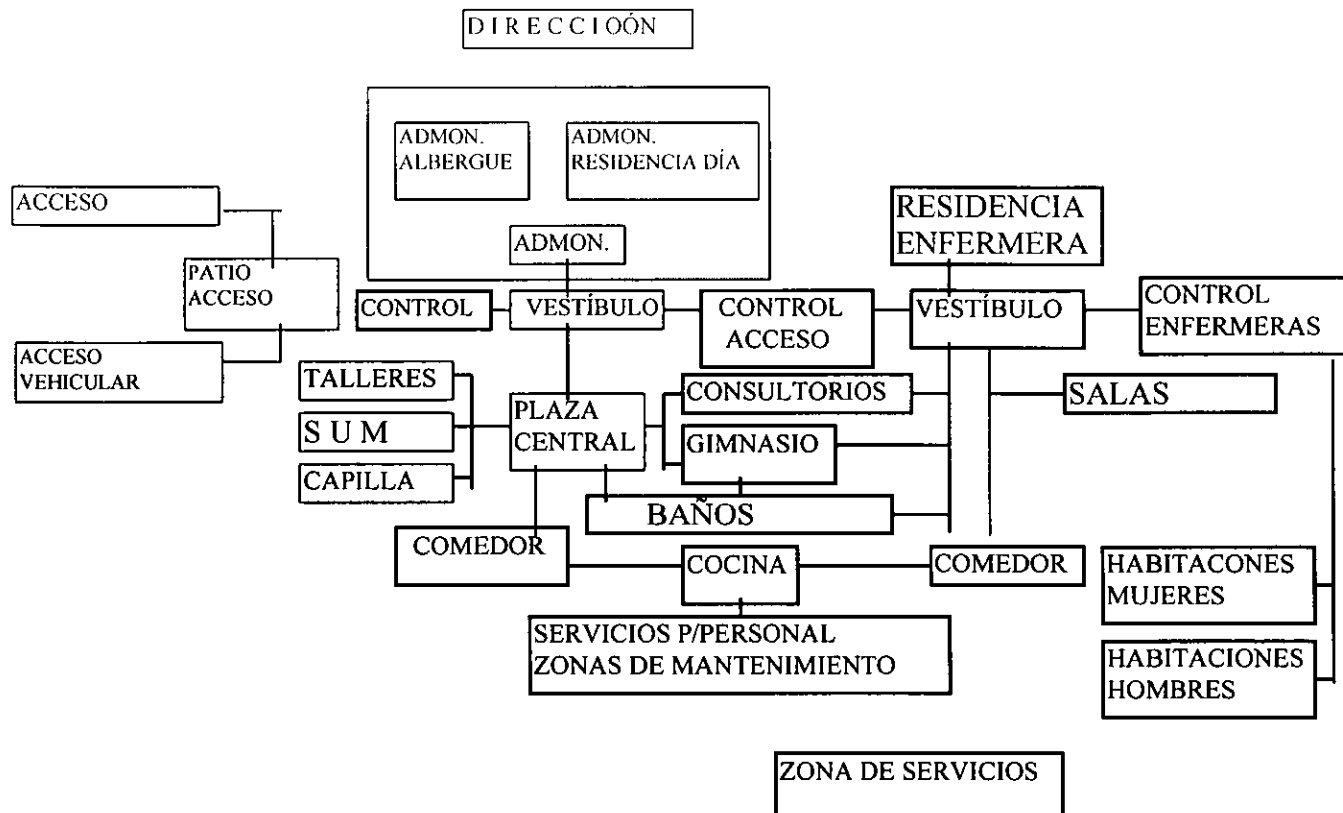 D I R E C C I OÓN
ADMON.
ALBERGUE
ADMON.
RESIDENCIA DÍA
ACCESO
RESIDENCIA
ENFERMERA
ADMON.
PATIO
ACCESO
CONTROL
VESTÍBULO
CONTROL
ACCESO
VESTÍBULO
CONTROL
ENFERMERAS
ACCESO
VEHICULAR
TALLERES
CONSULTORIOS
SALAS
PLAZA
CENTRAL
S U M
GIMNASIO
CAPILLA
BAÑOS
COMEDOR
COCINA
COMEDOR
HABITACONES
MUJERES
SERVICIOS P/PERSONAL
ZONAS DE MANTENIMIENTO
HABITACIONES
HOMBRES
ZONA DE SERVICIOS